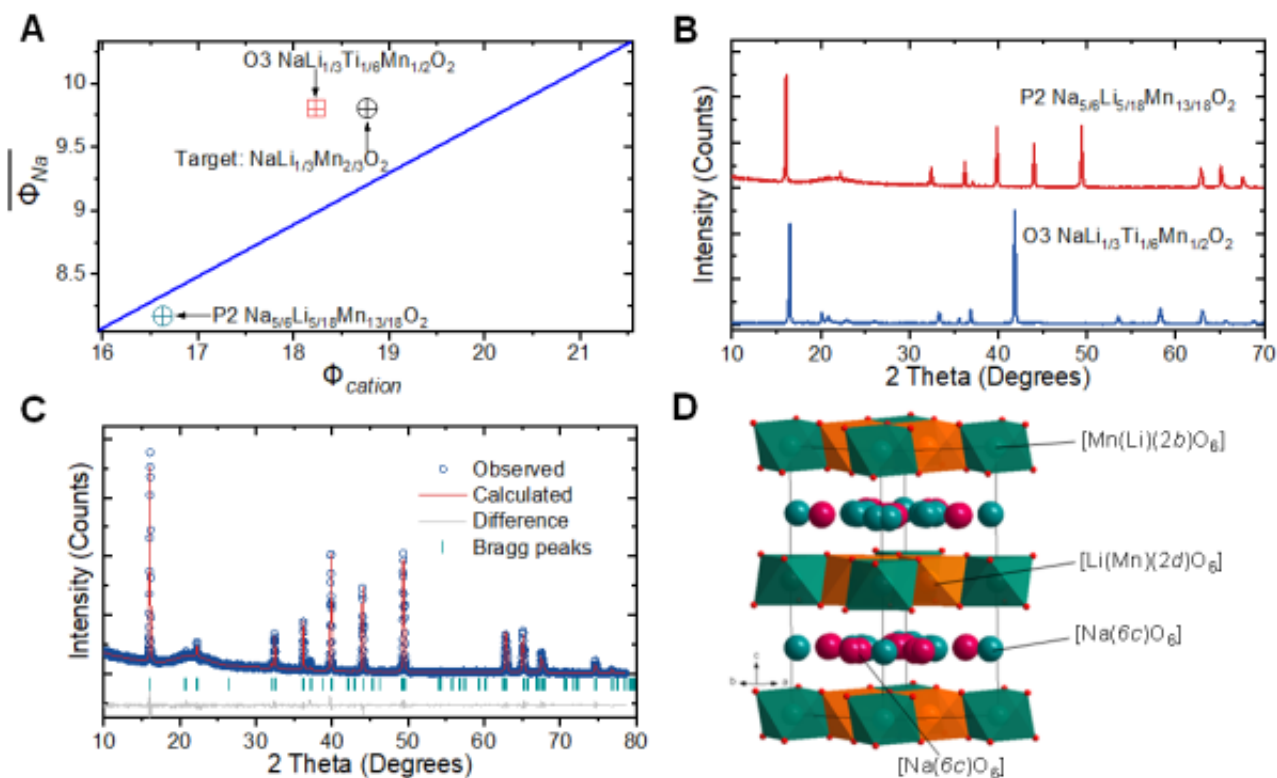 A
O3 NaLi1/3Ti1/6Mn1/2O2
Target: NaLi1/3Mn2/3O2
P2 Na5/6Li5/18Mn13/18O2
10
9.5
9
8.5
ΦNa
16 17 18 19 20 21
Φcation
B
P2 Na5/6Li5/18Mn13/18O2
O3 NaLi1/3Ti1/6Mn1/2O2
Intensity (Counts)
10 20 30 40 50 60 70
2 Theta (Degrees)
C
Observed
Calculated
Difference
Bragg peaks
Intensity (Counts)
10 20 30 40 50 60 70 80
2 Theta (Degrees)
D
[Mn(Li)(2b)O6]
[Li(Mn)(2d)O6]
[Na(6c)O6]
c
b a
[Na(6c)O6]